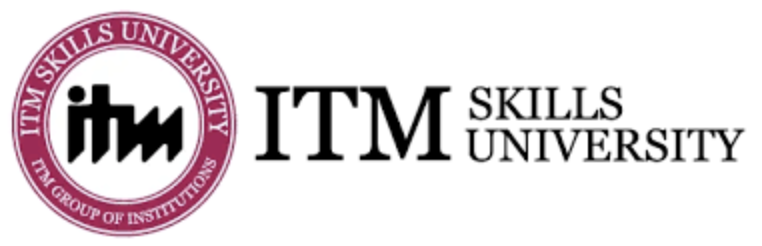 ITM SKILLS UNIVERSITY
itm
ITM GROUP OF INSTITUTIONS
ITM
SKILLS
UNIVERSITY